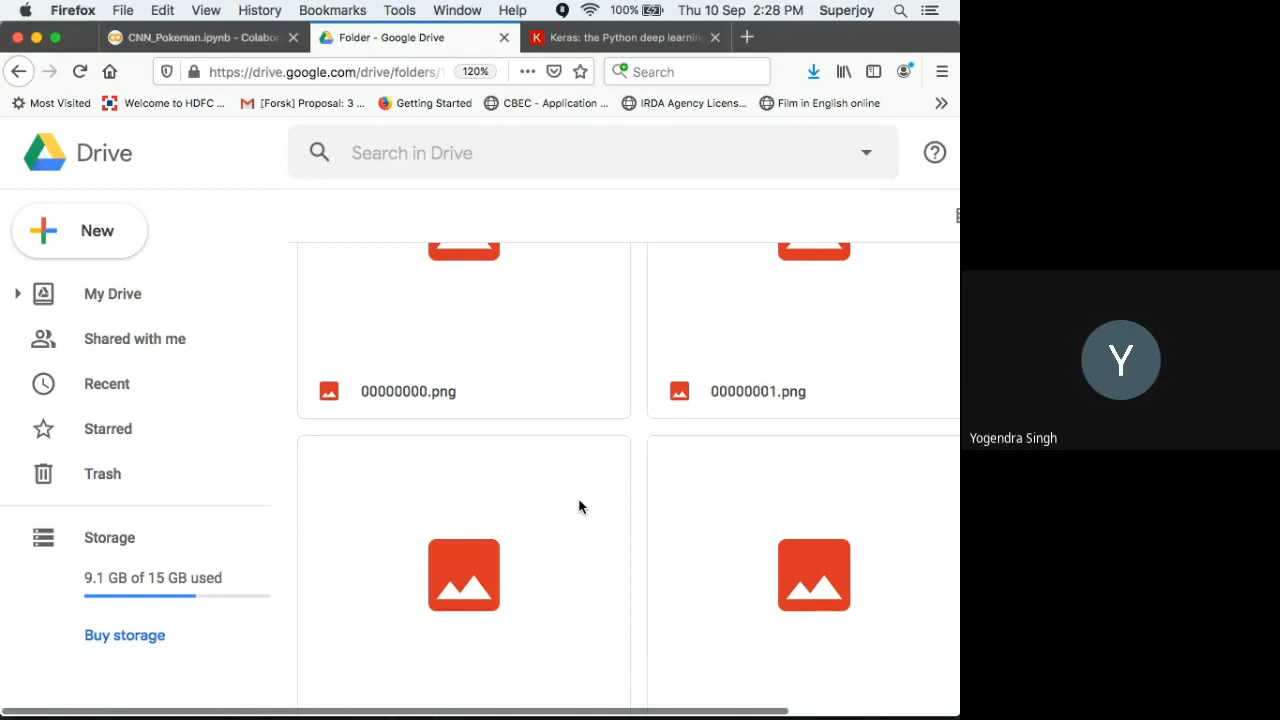 Firefox File Edit View History Bookmarks Tools Window Help 100% Thu 10 Sep 2:28 PM Superjoy
CNN_Pokeman.ipynb - Colabo
Folder - Google Drive
K Keras: the Python deep learning
https://drive.google.com/drive/folders/1 120% Search
Most Visited Welcome to HDFC ... [Forsk] Proposal: 3 ... Getting Started CBEC - Application ... IRDA Agency Licens... Film in English online
Drive
Search in Drive
New
My Drive
Shared with me
Recent
Starred
Trash
Storage
9.1 GB of 15 GB used
Buy storage
00000000.png
00000001.png
Y
Yogendra Singh